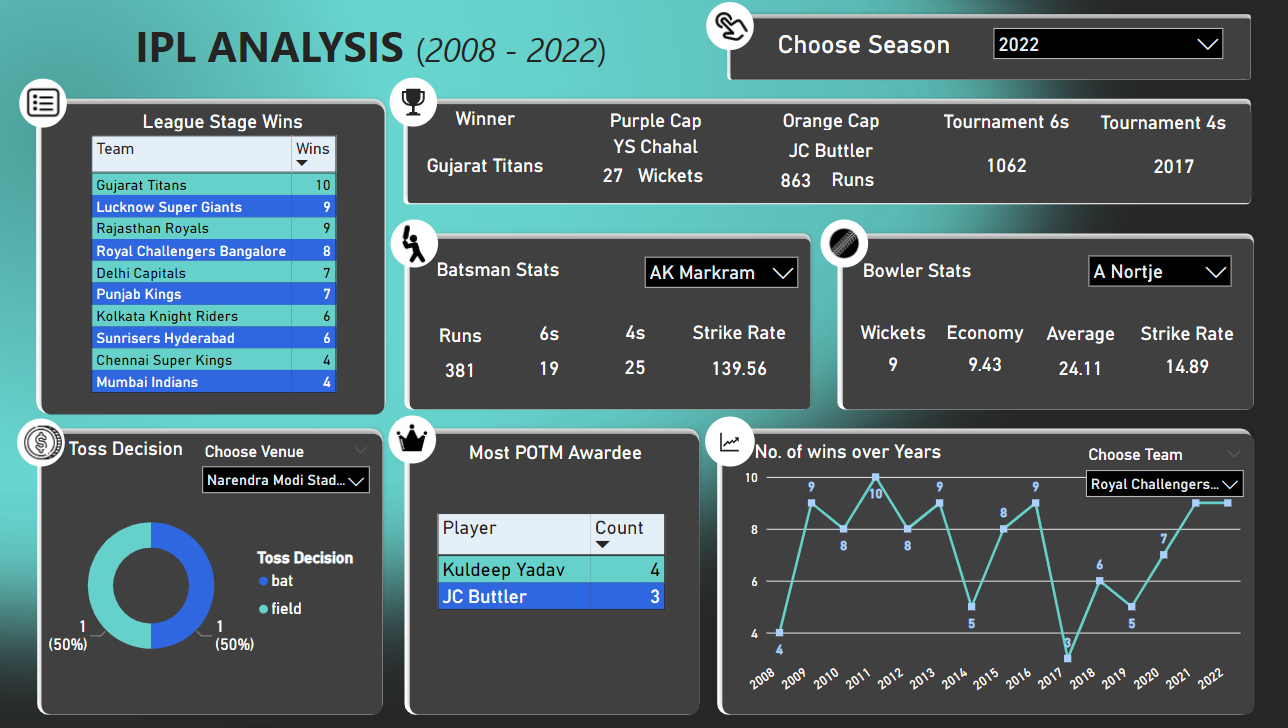 IPL ANALYSIS (2008 - 2022)
Choose Season
2022
League Stage Wins
Team Wins
Gujarat Titans 10
Lucknow Super Giants 9
Rajasthan Royals 9
Royal Challengers Bangalore 8
Delhi Capitals 7
Punjab Kings 7
Kolkata Knight Riders 6
Sunrisers Hyderabad 6
Chennai Super Kings 4
Mumbai Indians 4
Winner
Gujarat Titans
Purple Cap
YS Chahal
27 Wickets
Orange Cap
JC Buttler
863 Runs
Tournament 6s
1062
Tournament 4s
2017
Batsman Stats
AK Markram
Runs 6s 4s Strike Rate
381 19 25 139.56
Bowler Stats
A Nortje
Wickets Economy Average Strike Rate
9 9.43 24.11 14.89
Toss Decision
Choose Venue
Narendra Modi Stad...
Toss Decision
bat
field
1
(50%)
1
(50%)
Most POTM Awardee
Player Count
Kuldeep Yadav 4
JC Buttler 3
No. of wins over Years
Choose Team
Royal Challengers...
10
8
6
4
4
9
8
10
8
9
5
8
9
3
6
5
7
2008 2009 2010 2011 2012 2013 2014 2015 2016 2017 2018 2019 2020 2021 2022